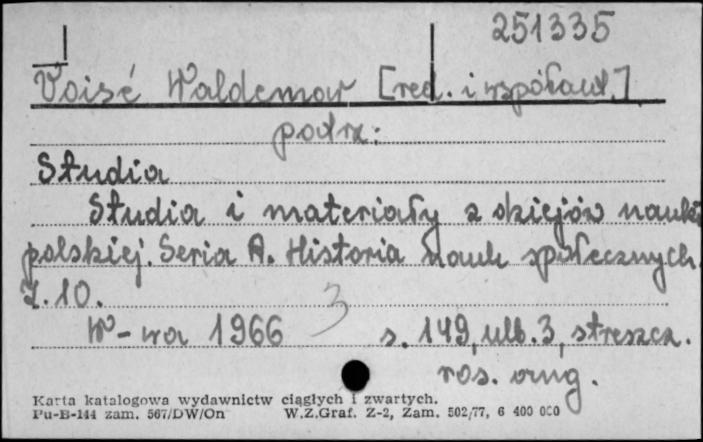 251335
Voisé Waldemar [red. i współaut.]
podrz:
Studia
Studia i materiały z dziejów nauki
polskiej. Seria A. Historia nauk społecznych.
Z. 10.
W-wa 1966 3 s. 149, ulb. 3, streszcz.
ros. ang.
Karta katalogowa wydawnictw ciągłych i zwartych.
Pu-B-144 zam. 567/DW/On W.Z.Graf. Z-2, Zam. 502/77, 6 400 000